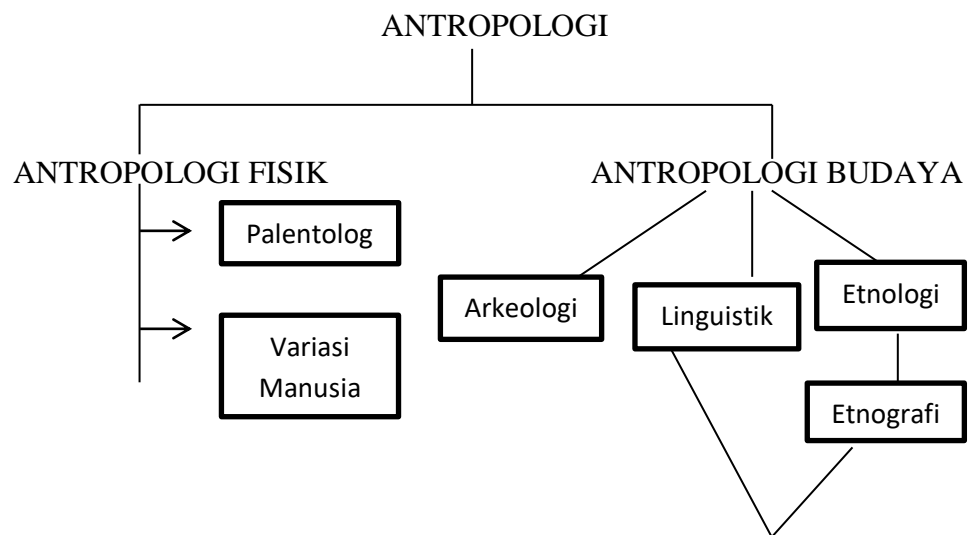 ANTROPOLOGI
ANTROPOLOGI FISIK
ANTROPOLOGI BUDAYA
Palentolog
Variasi
Manusia
Arkeologi
Linguistik
Etnologi
Etnografi